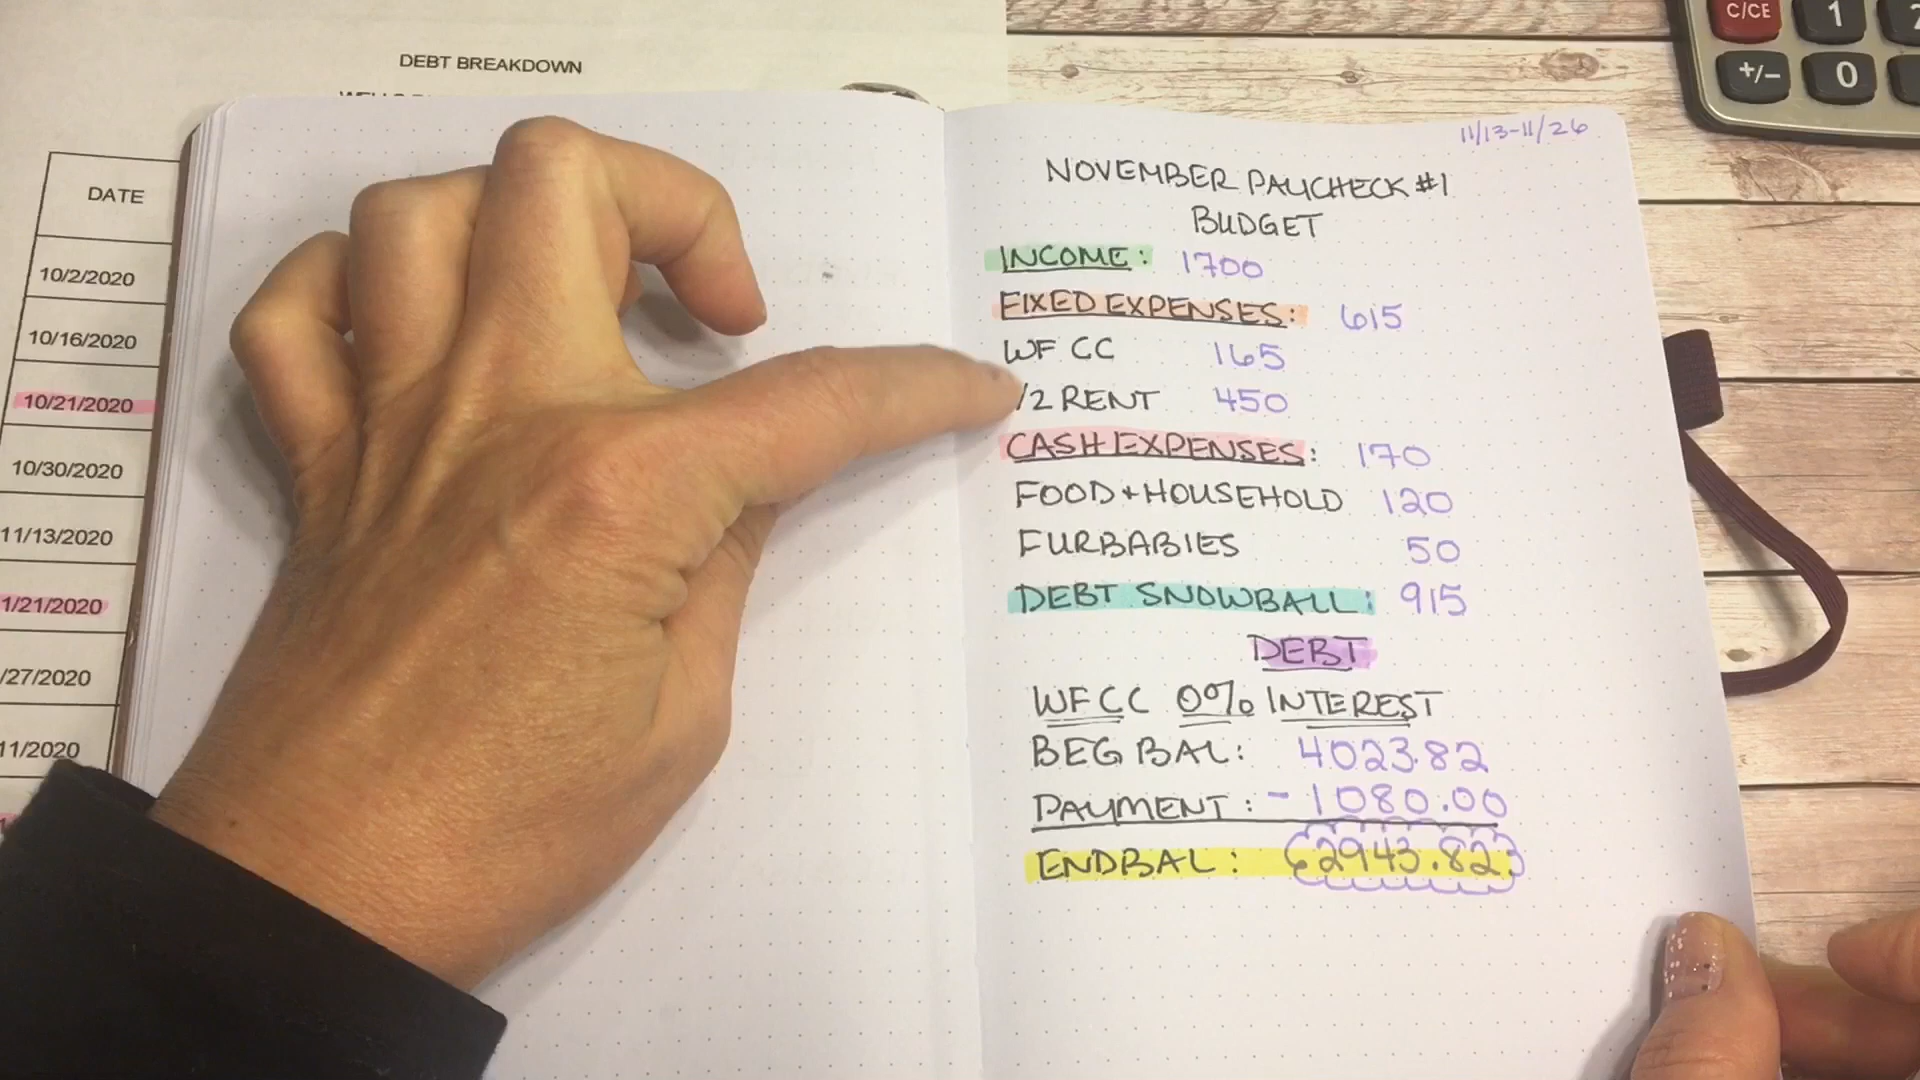 DEBT BREAKDOWN
DATE
10/2/2020
10/16/2020
10/21/2020
10/30/2020
11/13/2020
1/21/2020
/27/2020
11/2020
C/CE 1
+/- 0
11/13-11/26
NOVEMBER PAYCHECK #1
BUDGET
INCOME: 1700
FIXED EXPENSES: 615
WF CC 165
/2 RENT 450
CASH EXPENSES: 170
FOOD + HOUSEHOLD 120
FURBABIES 50
DEBT SNOWBALL: 915
DEBT
WFCC 0% INTEREST
BEG BAL: 4023.82
PAYMENT: - 1080.00
END BAL: 2943.82